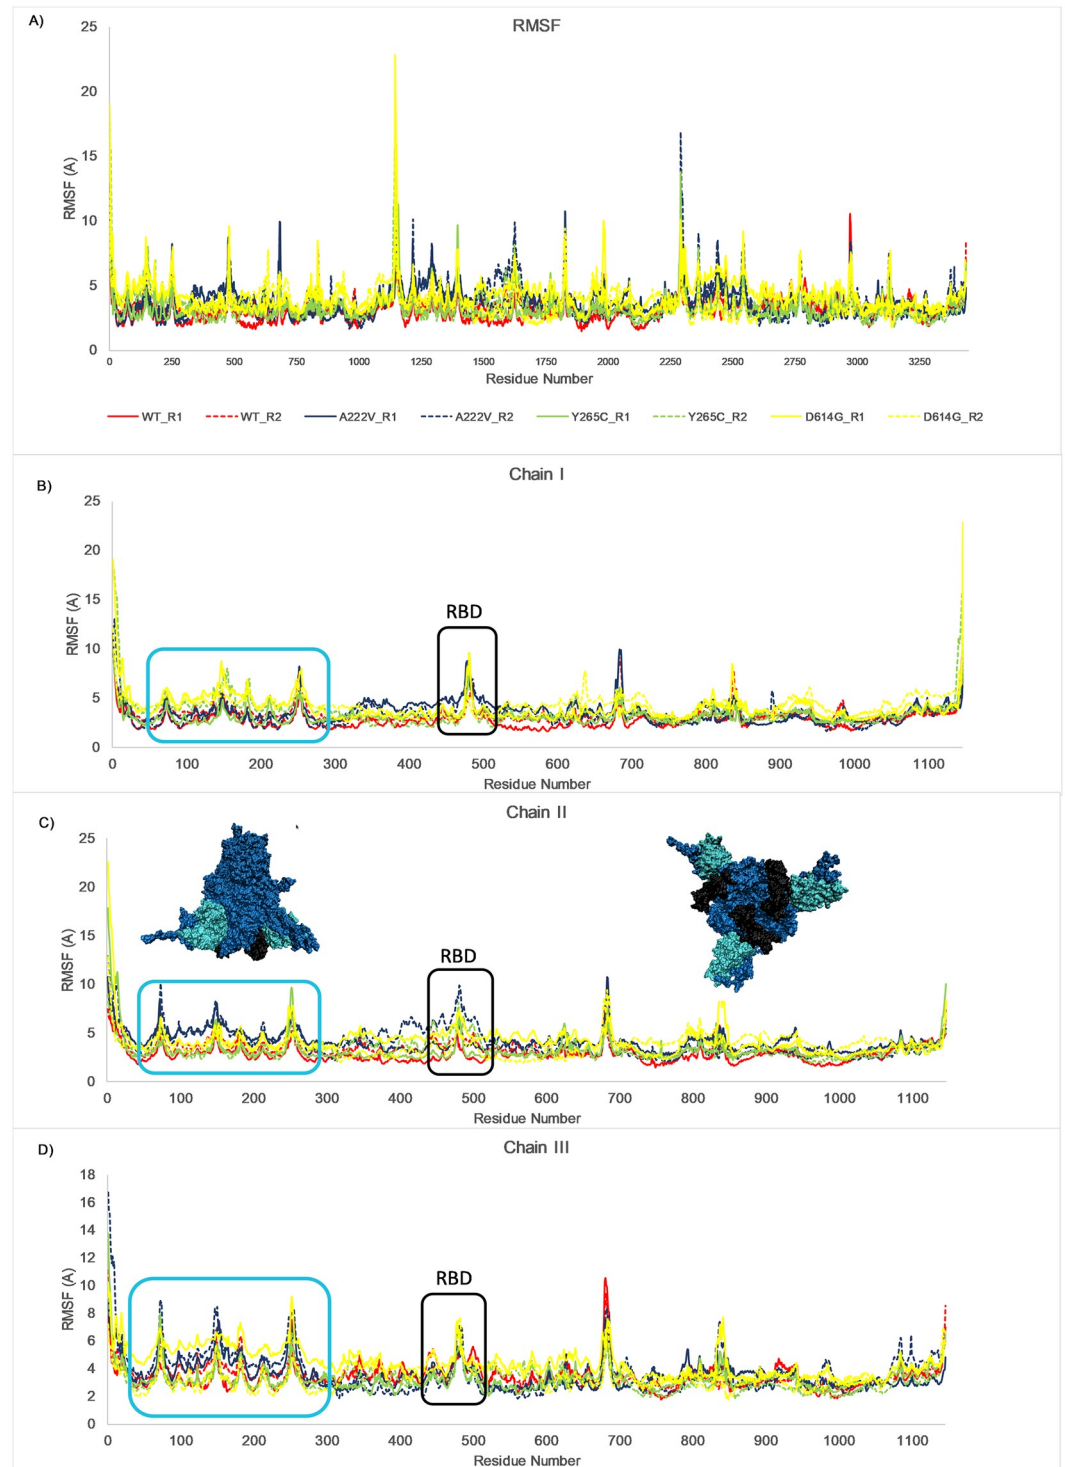 A)
RMSF
25
20
15
10
5
0
RMSF (A)
0 250 500 750 1000 1250 1500 1750 2000 2250 2500 2750 3000 3250
Residue Number
WT_R1 WT_R2 A222V_R1 A222V_R2 Y265C_R1 Y265C_R2 D614G_R1 D614G_R2
B)
Chain I
25
20
15
10
5
0
RMSF (A)
RBD
0 100 200 300 400 500 600 700 800 900 1000 1100
Residue Number
C)
Chain II
25
20
15
10
5
0
RMSF (A)
RBD
0 100 200 300 400 500 600 700 800 900 1000 1100
Residue Number
D)
Chain III
18
16
14
12
10
8
6
4
2
0
RMSF (A)
RBD
0 100 200 300 400 500 600 700 800 900 1000 1100
Residue Number